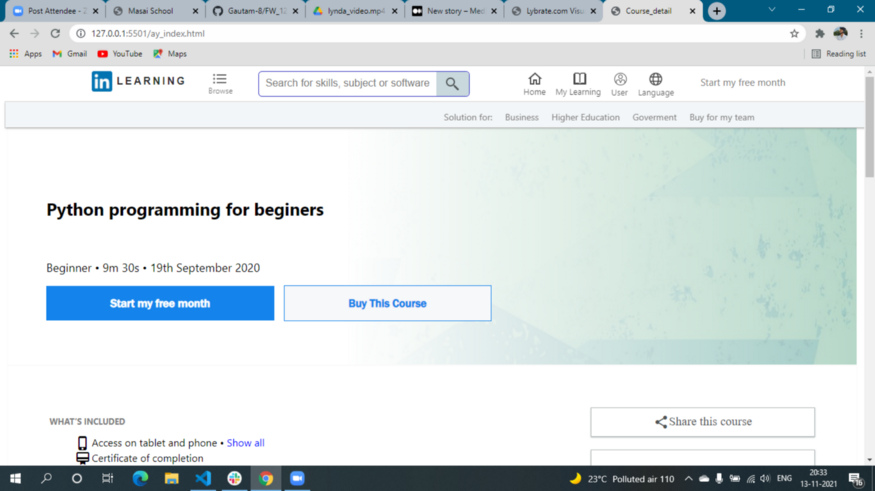 Post Attendee - Z
Masai School
Gautam-8/FW_12
lynda_video.mp4
New story – Med
Lybrate.com Visu
Course_detail
127.0.0.1:5501/ay_index.html
Apps Gmail YouTube Maps Reading list
in LEARNING
Browse
Search for skills, subject or software
Home My Learning User Language
Start my free month
Solution for: Business Higher Education Goverment Buy for my team
Python programming for beginers
Beginner • 9m 30s • 19th September 2020
Start my free month Buy This Course
WHAT'S INCLUDED
Share this course
Access on tablet and phone • Show all
Certificate of completion
23°C Polluted air 110 ENG
20:33
13-11-2021
16